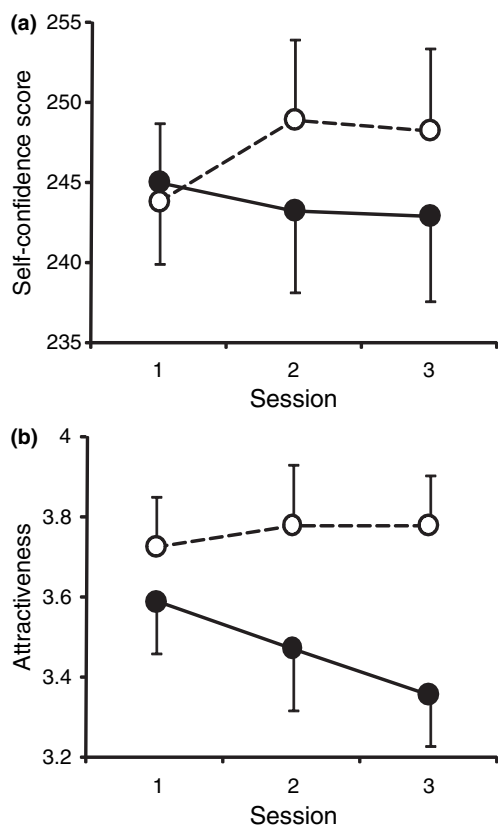 (a)
255
250
245
240
235
Self-confidence score
1 2 3
Session
(b)
4
3.8
3.6
3.4
3.2
Attractiveness
1 2 3
Session